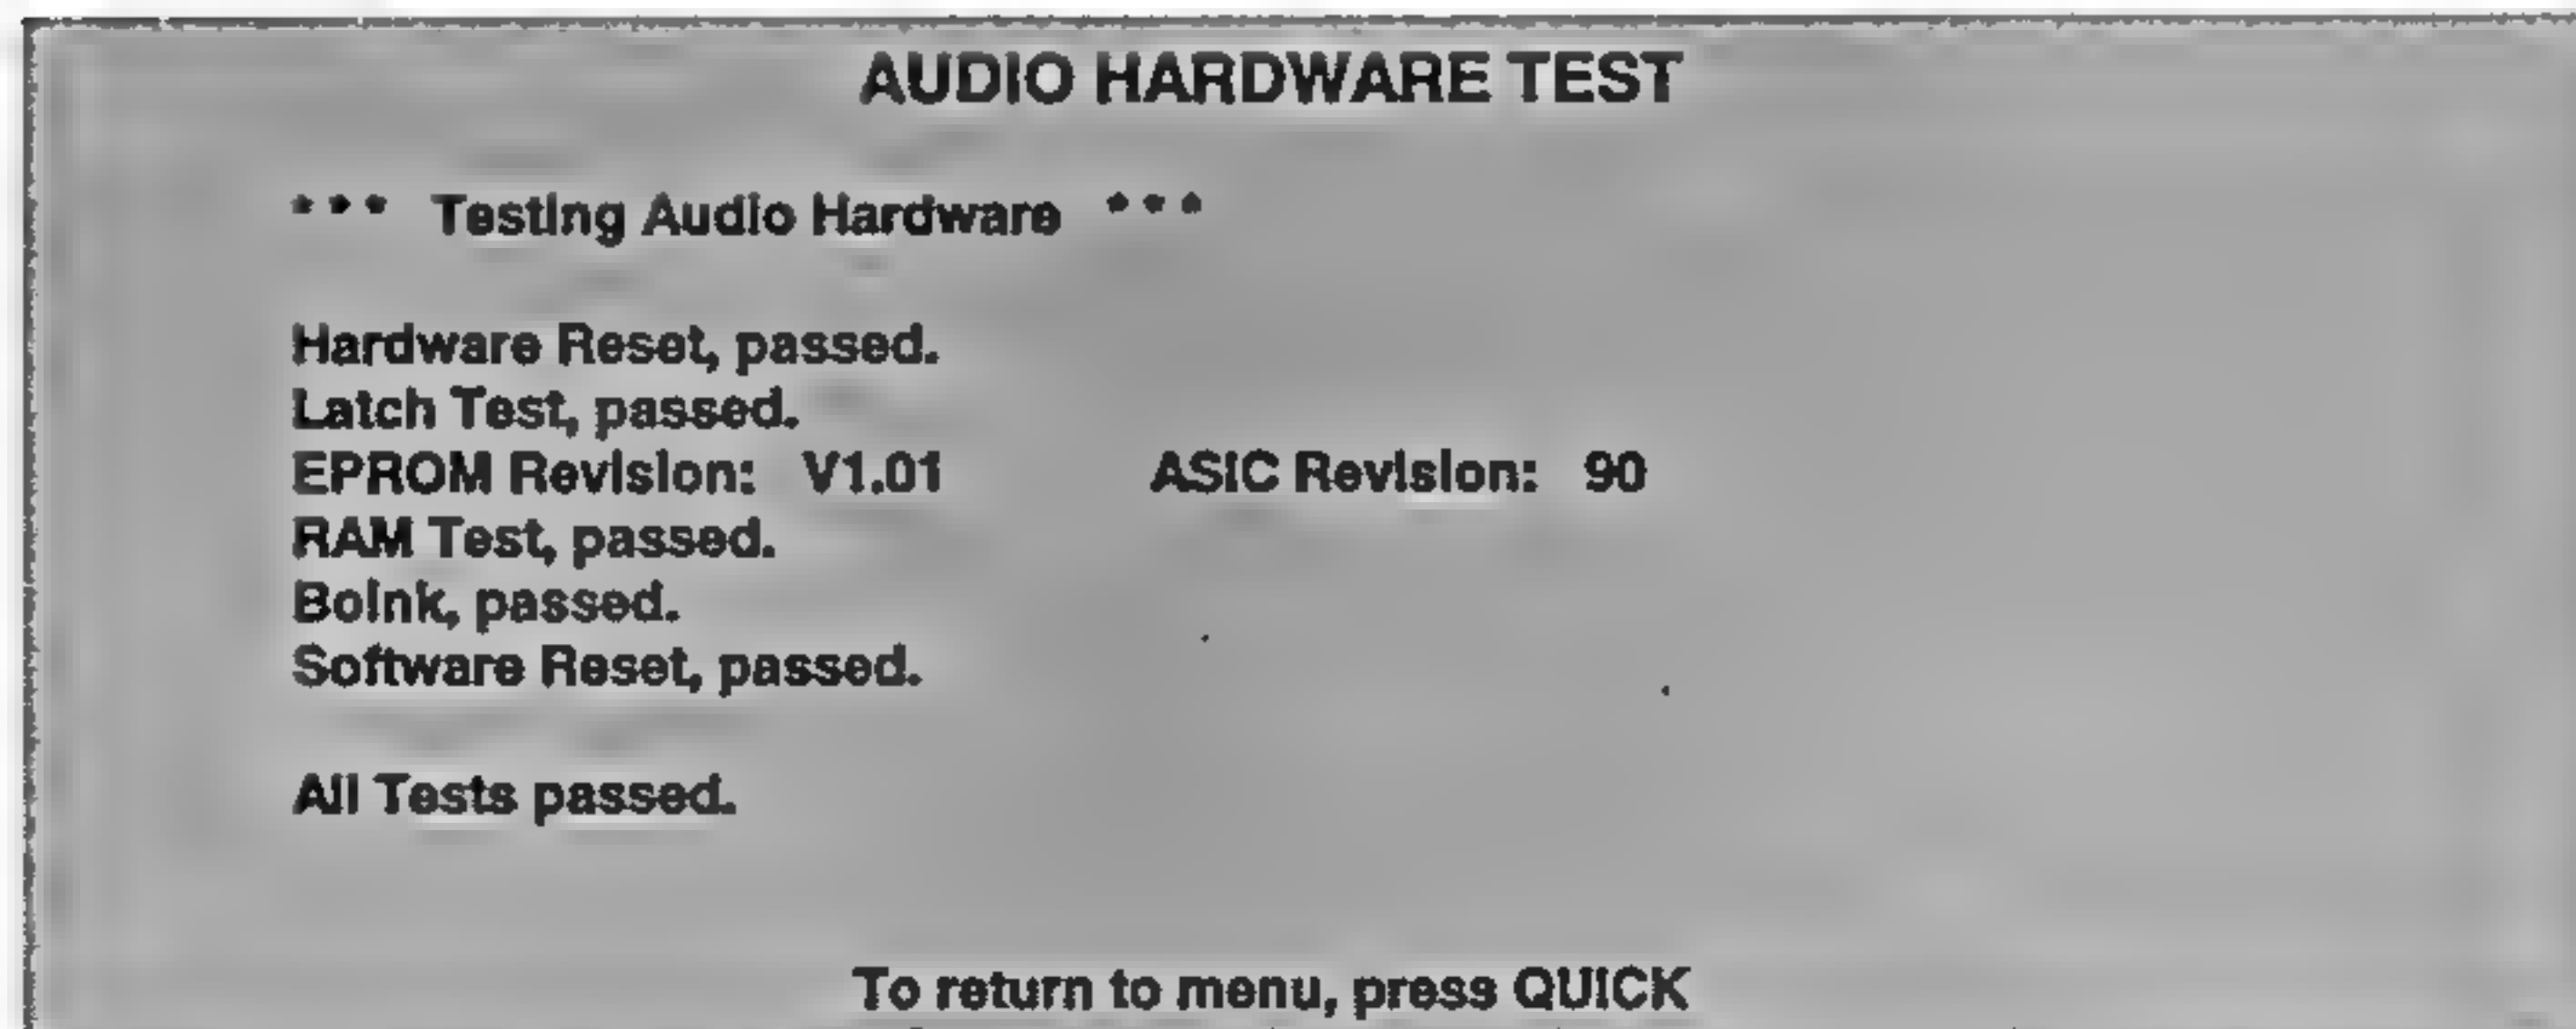 AUDIO HARDWARE TEST
*** Testing Audio Hardware ***
Hardware Reset, passed.
Latch Test, passed.
EPROM Revision: V1.01 ASIC Revision: 90
RAM Test, passed.
Boink, passed.
Software Reset, passed.
All Tests passed.
To return to menu, press QUICK